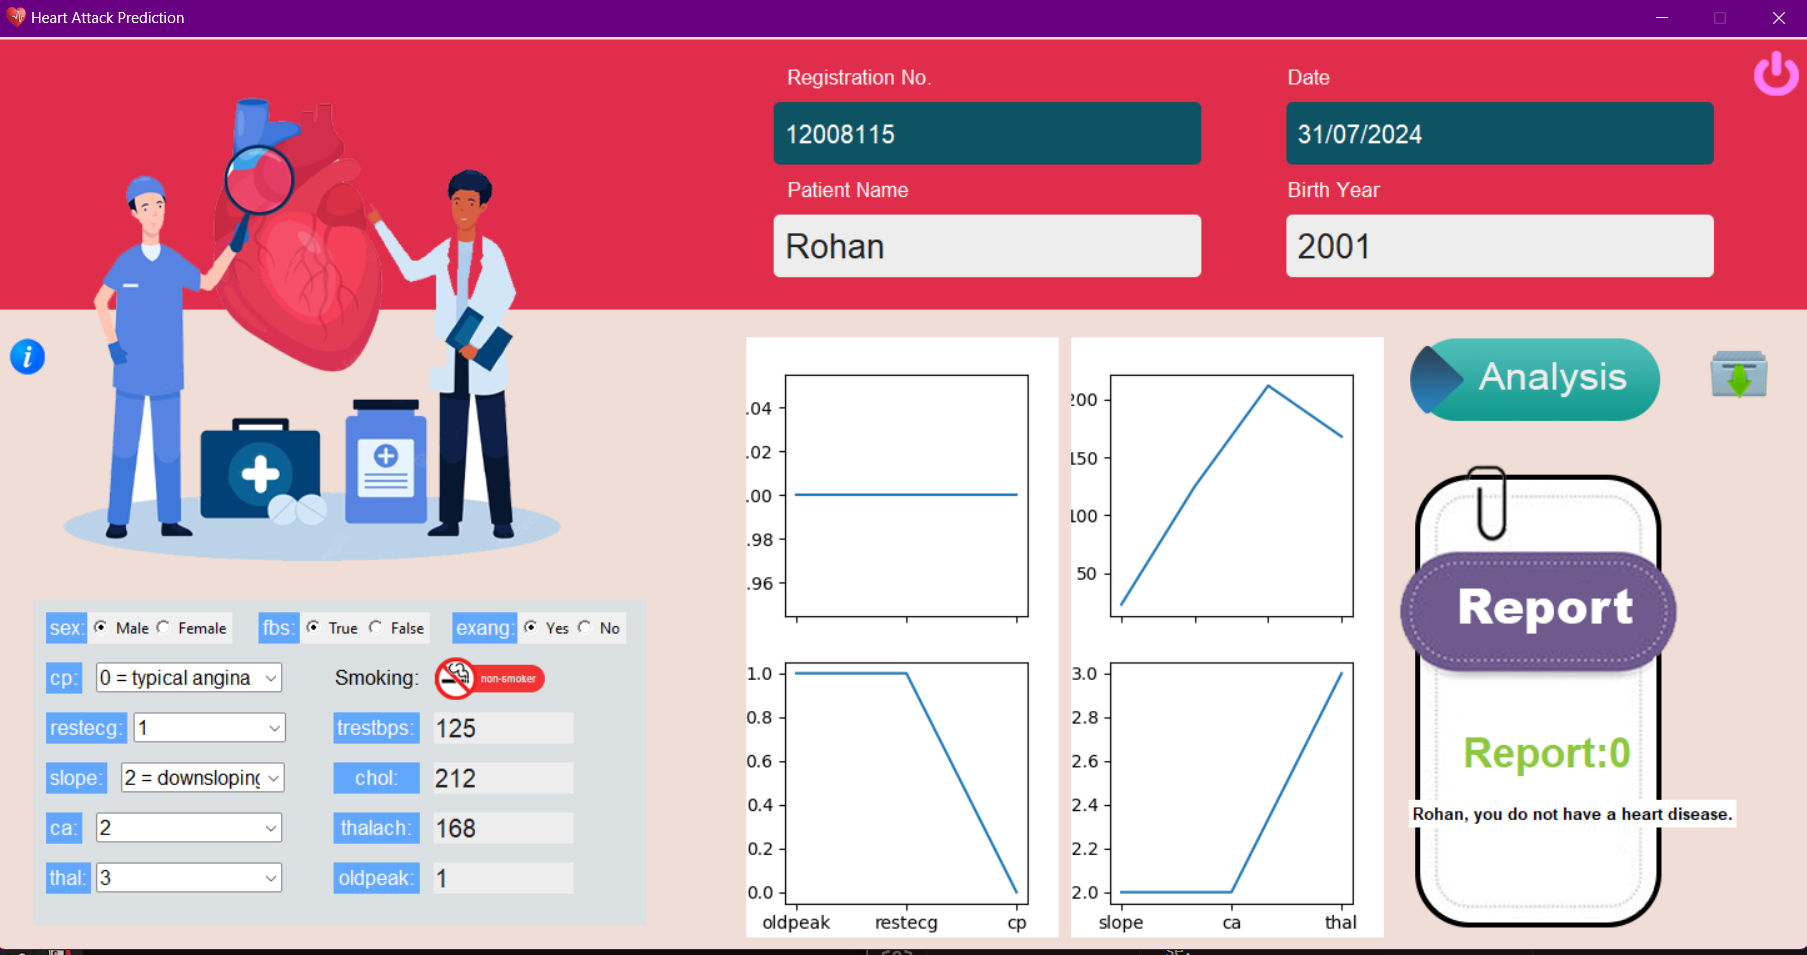 Heart Attack Prediction
Registration No.
Date
12008115
31/07/2024
Patient Name
Birth Year
Rohan
2001
i
Analysis
.04
.02
.00
.98
.96
200
150
100
50
Report
Report:0
Rohan, you do not have a heart disease.
sex: Male Female fbs: True False exang: Yes No
cp: 0 = typical angina Smoking: non-smoker
restecg: 1 trestbps: 125
slope: 2 = downsloping chol: 212
ca: 2 thalach: 168
thal: 3 oldpeak: 1
1.0
0.8
0.6
0.4
0.2
0.0
oldpeak restecg cp
3.0
2.8
2.6
2.4
2.2
2.0
slope ca thal